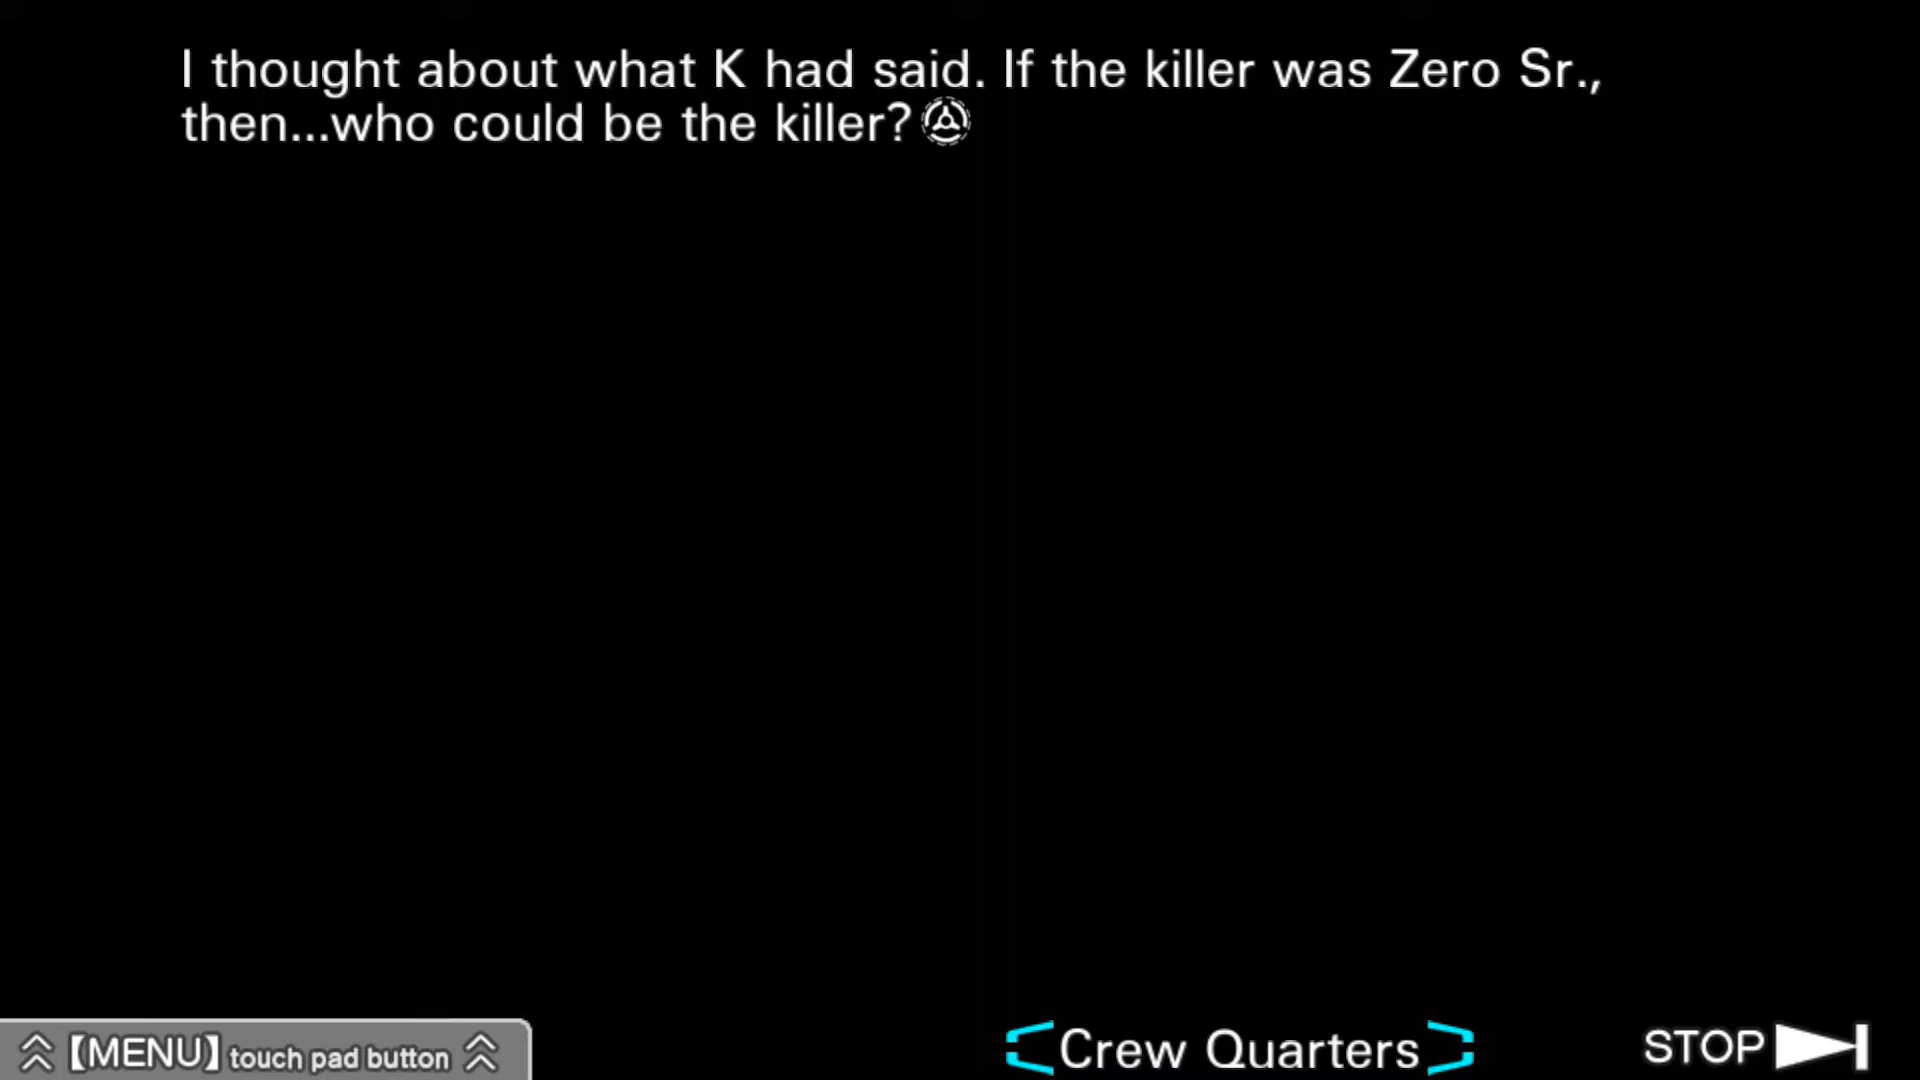 I thought about what K had said. If the killer was Zero Sr.,
then...who could be the killer?
【MENU】 touch pad button
Crew Quarters
STOP